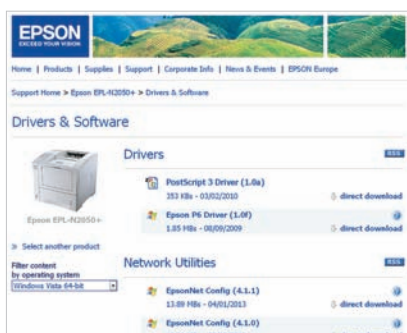 EPSON
EXCEED YOUR VISION
Home | Products | Supplies | Support | Corporate Info | News & Events | EPSON Europe
Support Home > Epson EPL-N2050+ > Drivers & Software
Drivers & Software
Drivers RSS
PostScript 3 Driver (1.0a)
353 KBs - 03/02/2010 direct download
Epson EPL-N2050+
Epson P6 Driver (1.0f)
1.85 MBs - 08/09/2009 direct download
» Select another product
Filter content
by operating system
Windows Vista 64-bit
Network Utilities RSS
EpsonNet Config (4.1.1)
13.89 MBs - 04/01/2013 direct download
EpsonNet Config (4.1.0)